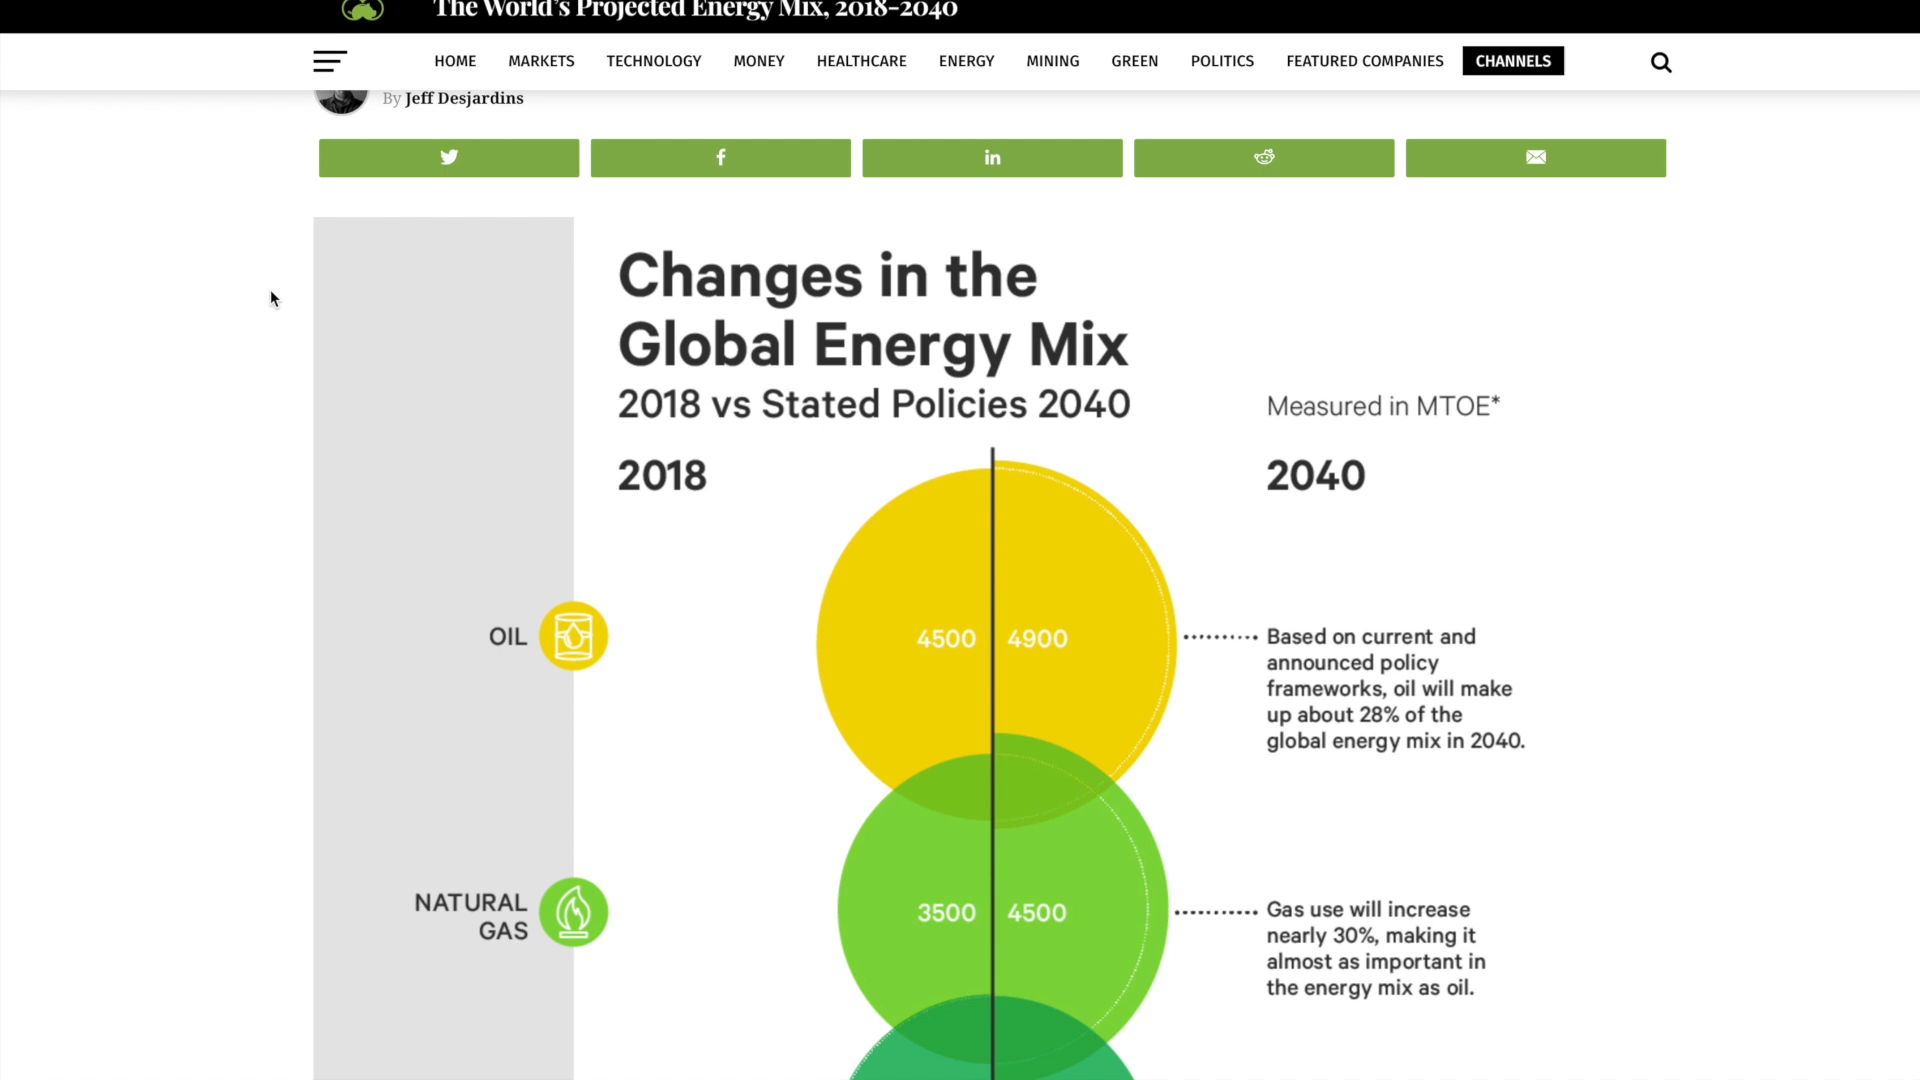 The World's Projected Energy Mix, 2018-2040
HOME MARKETS TECHNOLOGY MONEY HEALTHCARE ENERGY MINING GREEN POLITICS FEATURED COMPANIES CHANNELS
By Jeff Desjardins
Changes in the
Global Energy Mix
2018 vs Stated Policies 2040
Measured in MTOE*
2018
2040
OIL
4500
4900
Based on current and
announced policy
frameworks, oil will make
up about 28% of the
global energy mix in 2040.
NATURAL
GAS
3500
4500
Gas use will increase
nearly 30%, making it
almost as important in
the energy mix as oil.